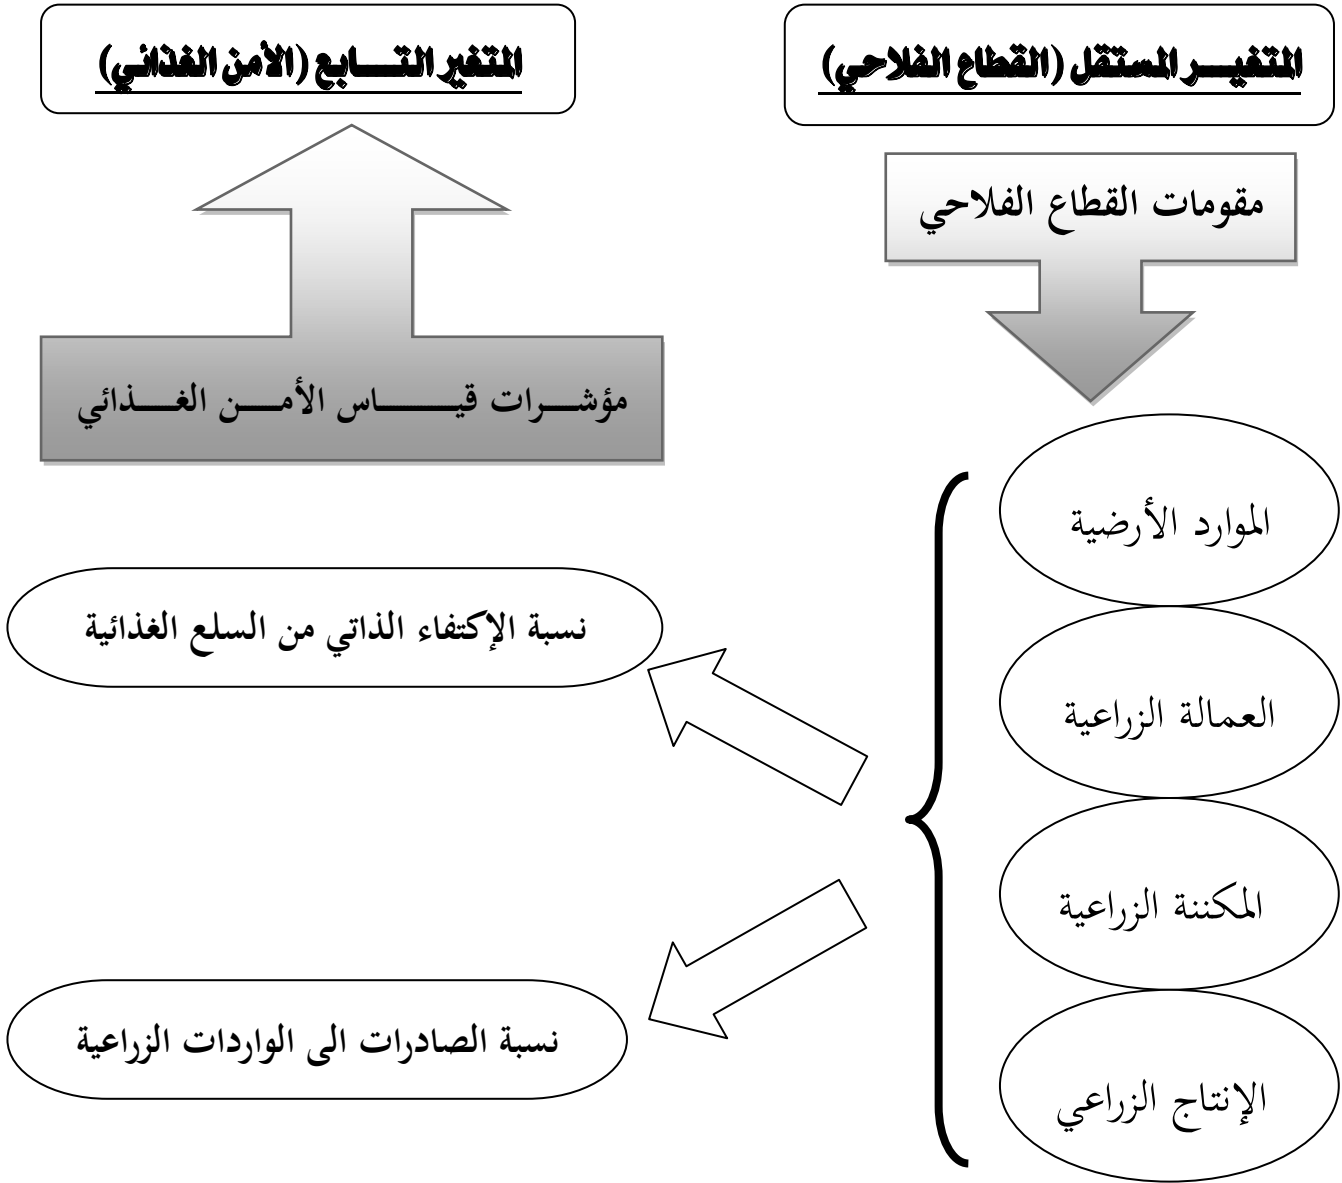 المتغيـــر المستقل (القطاع الفلاحي)
المتغير التـــابع (الأمن الغذائي)
مقومات القطاع الفلاحي
مؤشـــرات قيـــــاس الأمـــن الغـــذائي
الموارد الأرضية
العمالة الزراعية
المكننة الزراعية
الإنتاج الزراعي
نسبة الإكتفاء الذاتي من السلع الغذائية
نسبة الصادرات الى الواردات الزراعية